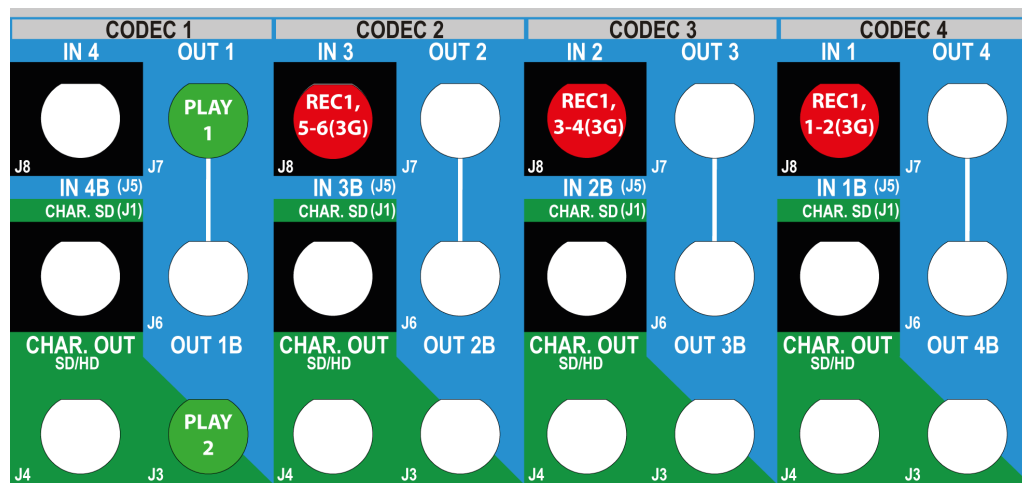 CODEC 1 CODEC 2 CODEC 3 CODEC 4
IN 4 OUT 1 IN 3 OUT 2 IN 2 OUT 3 IN 1 OUT 4
PLAY REC1, REC1, REC1,
1 5-6(3G) 3-4(3G) 1-2(3G)
J8 J7 J8 J7 J8 J7 J8 J7
IN 4B (J5) IN 3B (J5) IN 2B (J5) IN 1B (J5)
CHAR. SD (J1) CHAR. SD (J1) CHAR. SD (J1) CHAR. SD (J1)
J6 J6 J6 J6
CHAR. OUT OUT 1B CHAR. OUT OUT 2B CHAR. OUT OUT 3B CHAR. OUT OUT 4B
SD/HD SD/HD SD/HD SD/HD
PLAY
2
J4 J3 J4 J3 J4 J3 J4 J3